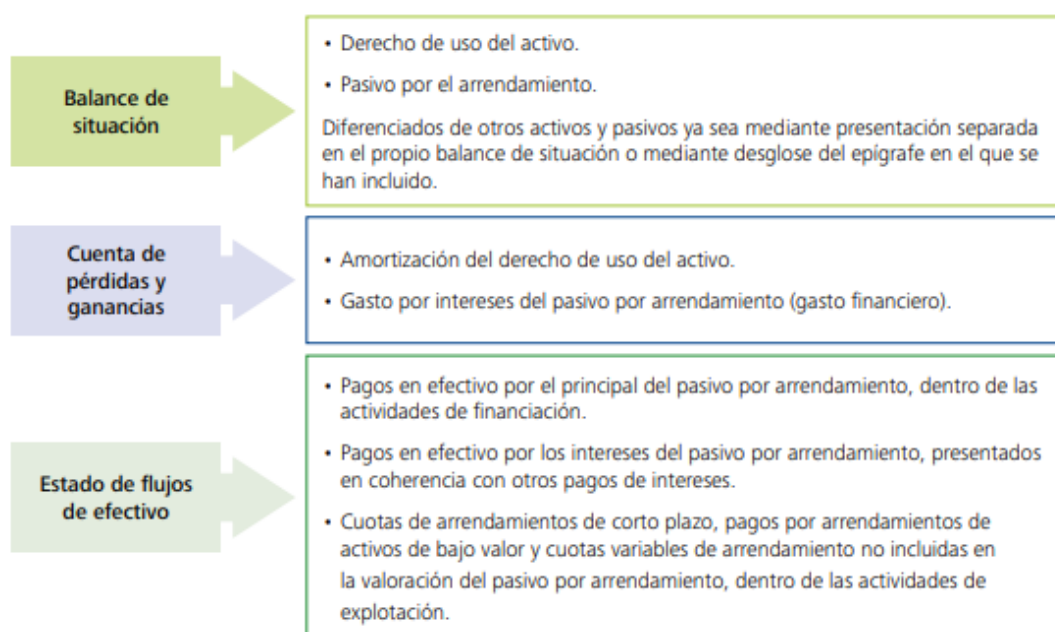 Balance de
situación
• Derecho de uso del activo.
• Pasivo por el arrendamiento.
Diferenciados de otros activos y pasivos ya sea mediante presentación separada
en el propio balance de situación o mediante desglose del epígrafe en el que se
han incluido.
Cuenta de
pérdidas y
ganancias
• Amortización del derecho de uso del activo.
• Gasto por intereses del pasivo por arrendamiento (gasto financiero).
Estado de flujos
de efectivo
• Pagos en efectivo por el principal del pasivo por arrendamiento, dentro de las
actividades de financiación.
• Pagos en efectivo por los intereses del pasivo por arrendamiento, presentados
en coherencia con otros pagos de intereses.
• Cuotas de arrendamientos de corto plazo, pagos por arrendamientos de
activos de bajo valor y cuotas variables de arrendamiento no incluidas en
la valoración del pasivo por arrendamiento, dentro de las actividades de
explotación.